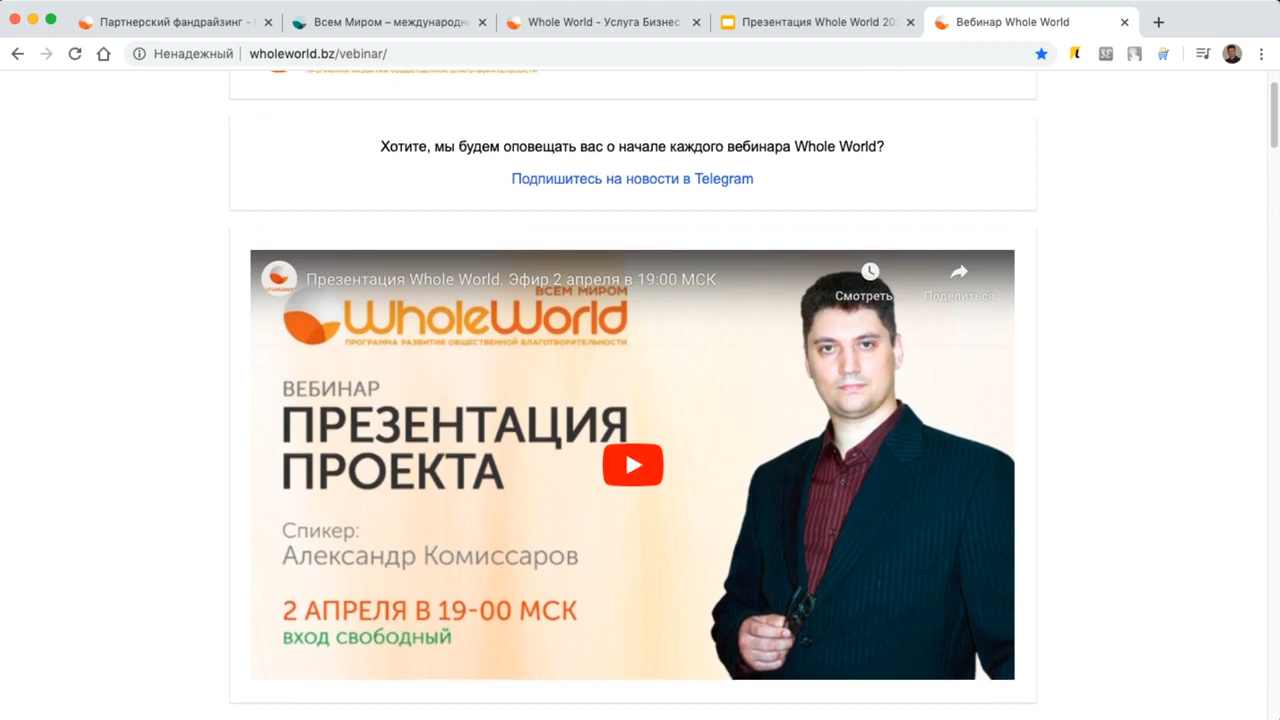 Партнерский фандрайзинг -
Всем Миром – международн
Whole World - Услуга Бизнес
Презентация Whole World 20
Вебинар Whole World
Ненадежный
wholeworld.bz/vebinar/
Хотите, мы будем оповещать вас о начале каждого вебинара Whole World?
Подпишитесь на новости в Telegram
Презентация Whole World. Эфир 2 апреля в 19:00 МСК
Смотреть
Поделиться
ВСЕМ МИРОМ
WholeWorld
ПРОГРАММА РАЗВИТИЯ ОБЩЕСТВЕННОЙ БЛАГОТВОРИТЕЛЬНОСТИ
ВЕБИНАР
ПРЕЗЕНТАЦИЯ
ПРОЕКТА
Спикер:
Александр Комиссаров
2 АПРЕЛЯ В 19-00 МСК
ВХОД СВОБОДНЫЙ